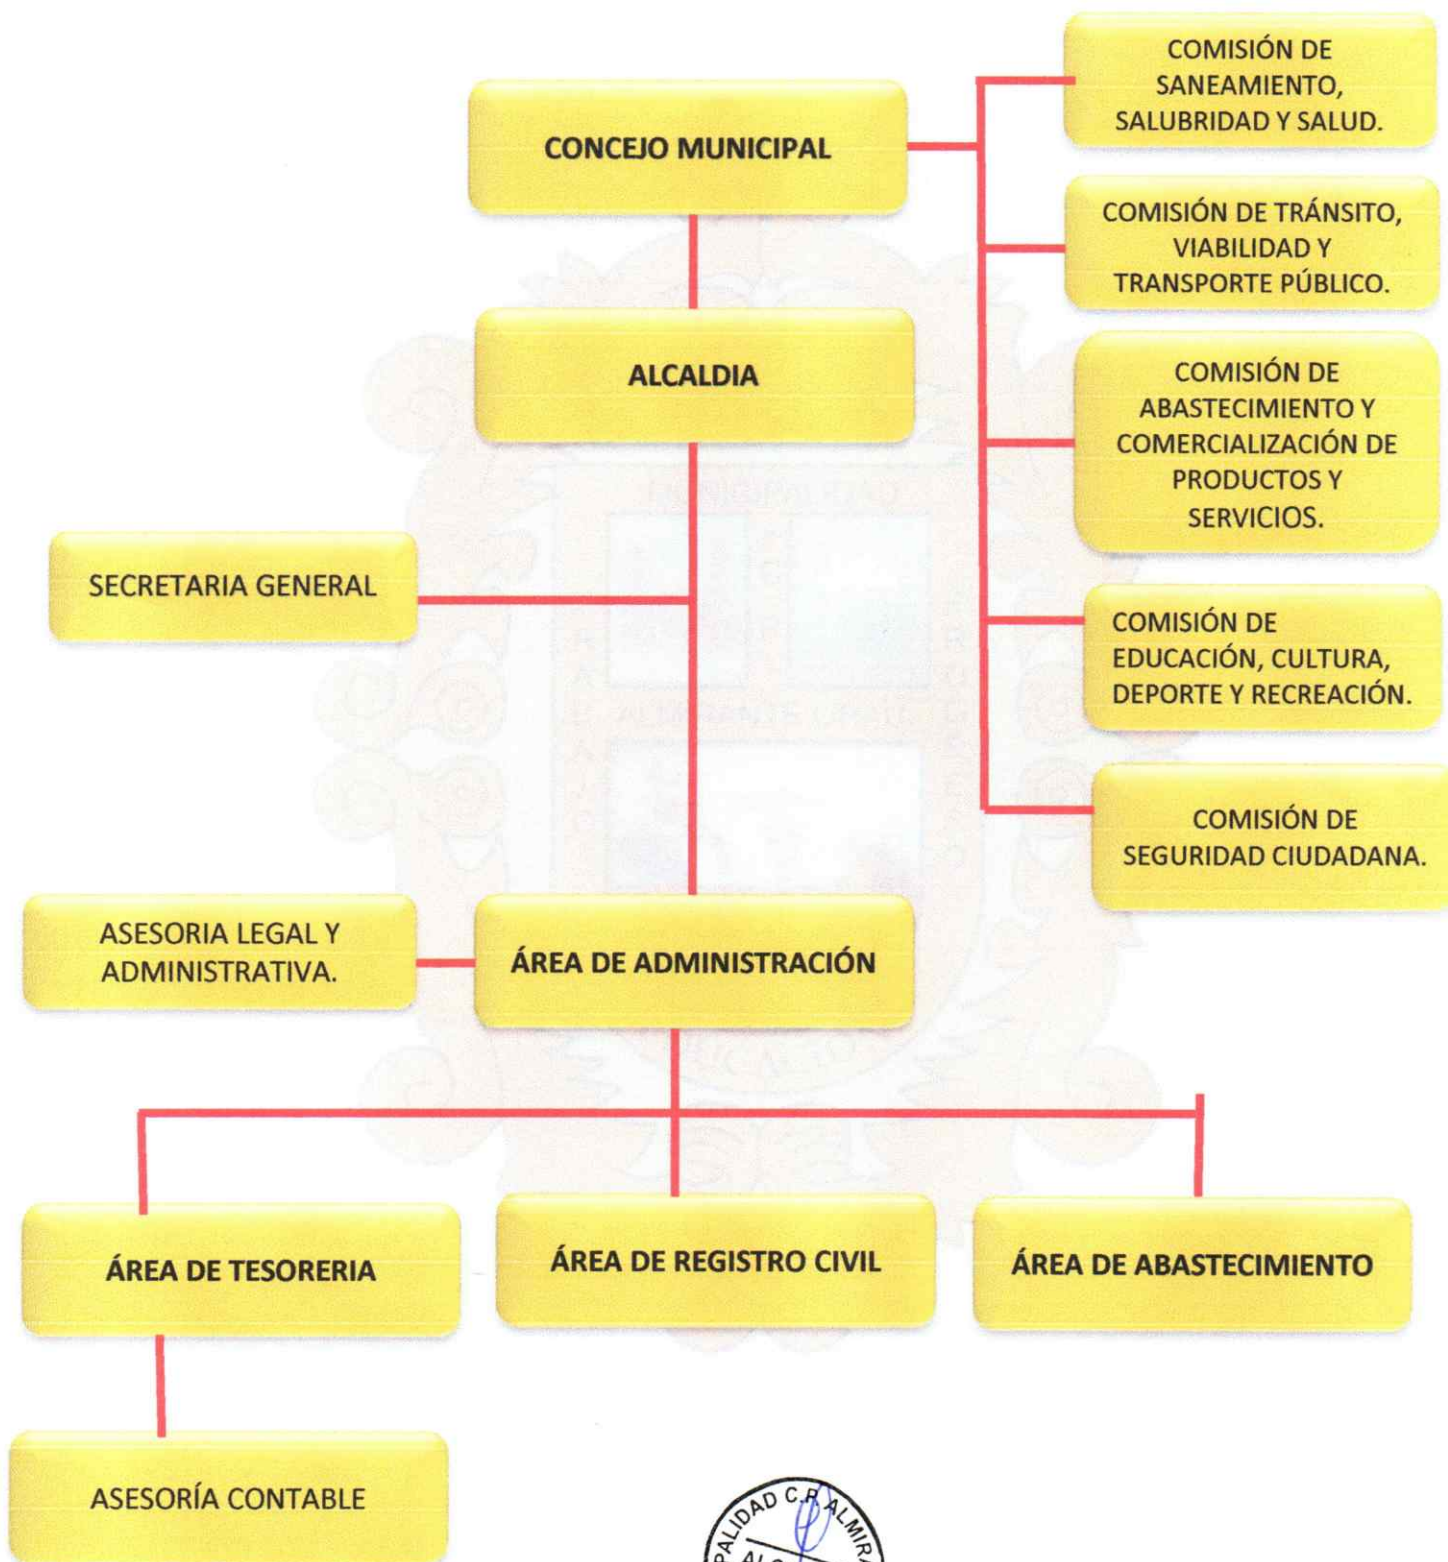 COMISIÓN DE
SANEAMIENTO,
SALUBRIDAD Y SALUD.
CONCEJO MUNICIPAL
COMISIÓN DE TRÁNSITO,
VIABILIDAD Y
TRANSPORTE PÚBLICO.
ALCALDIA
COMISIÓN DE
ABASTECIMIENTO Y
COMERCIALIZACIÓN DE
PRODUCTOS Y
SERVICIOS.
SECRETARIA GENERAL
COMISIÓN DE
EDUCACIÓN, CULTURA,
DEPORTE Y RECREACIÓN.
COMISIÓN DE
SEGURIDAD CIUDADANA.
ASESORIA LEGAL Y
ADMINISTRATIVA.
ÁREA DE ADMINISTRACIÓN
ÁREA DE TESORERIA
ÁREA DE REGISTRO CIVIL
ÁREA DE ABASTECIMIENTO
ASESORÍA CONTABLE
C.P.